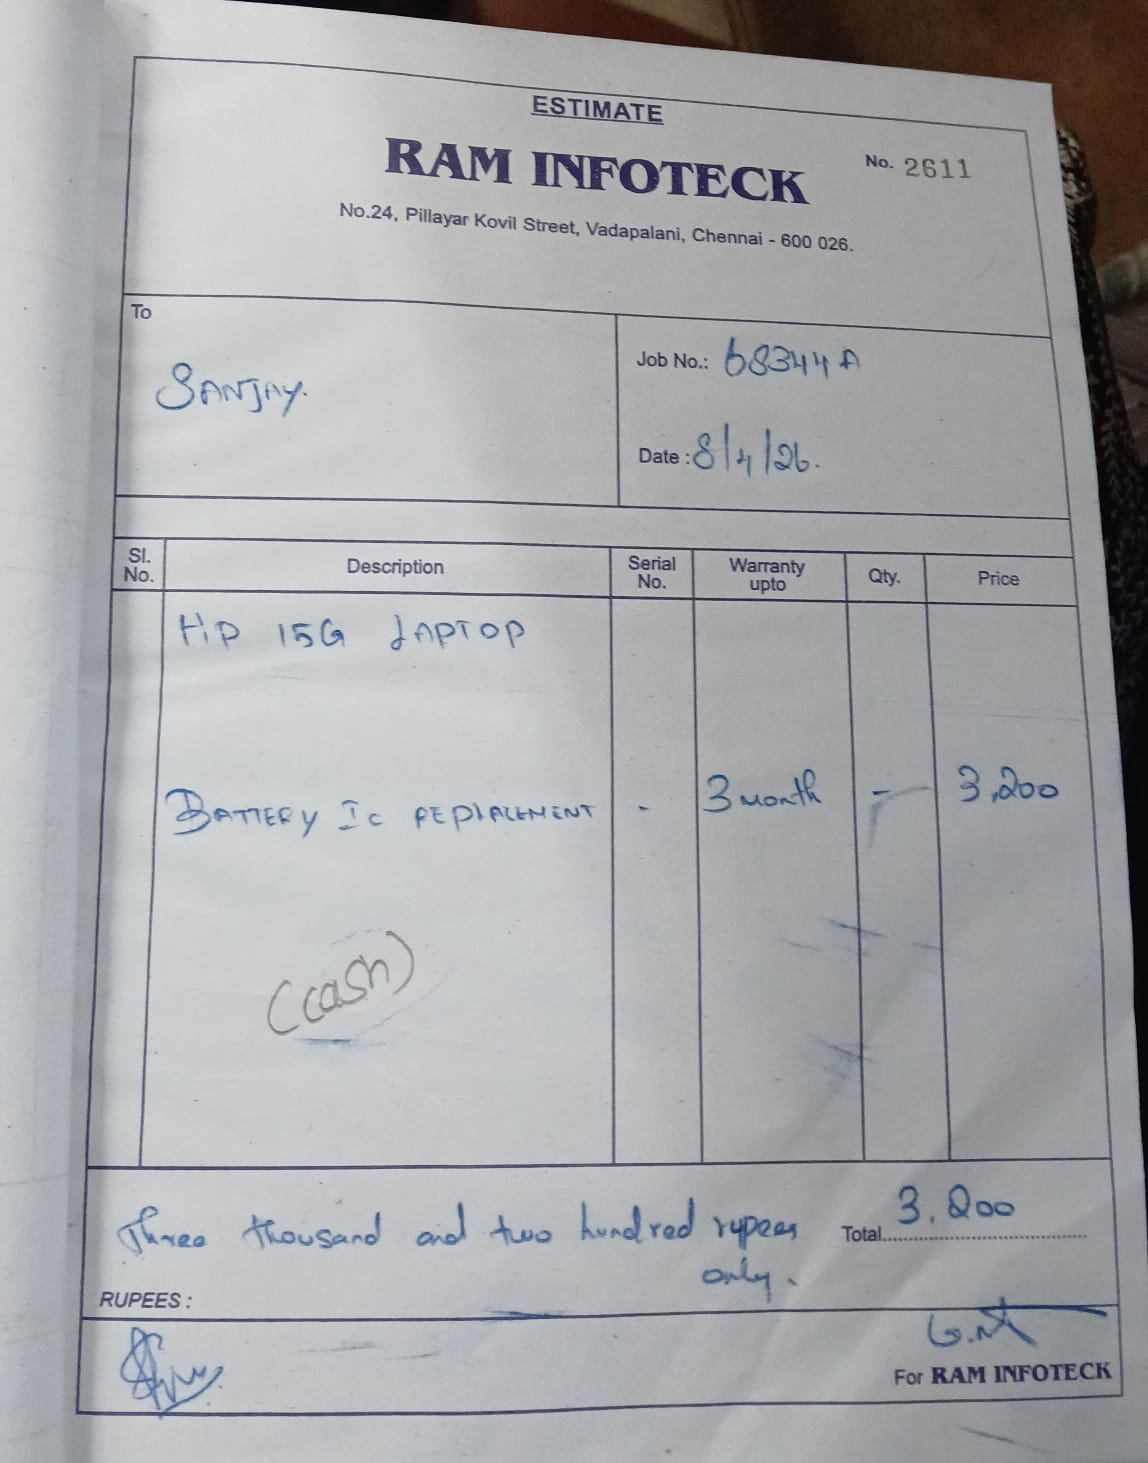 ESTIMATE
RAM INFOTECK
No. 2611
No.24, Pillayar Kovil Street, Vadapalani, Chennai - 600 026.
To
SANJAY.
Job No.: 68344A
Date : 8/4/26.
Sl. No. Description Serial No. Warranty upto Qty. Price
HP 15G LAPTOP
BATTERY IC REPLACEMENT - 3 month - 3,200
(cash)
Three thousand and two hundred rupees only.
Total 3,200
RUPEES :
For RAM INFOTECK